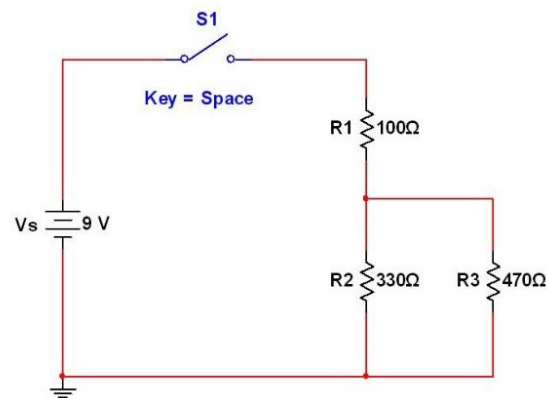 S1
Key = Space
R1 100Ω
Vs 9 V
R2 330Ω R3 470Ω